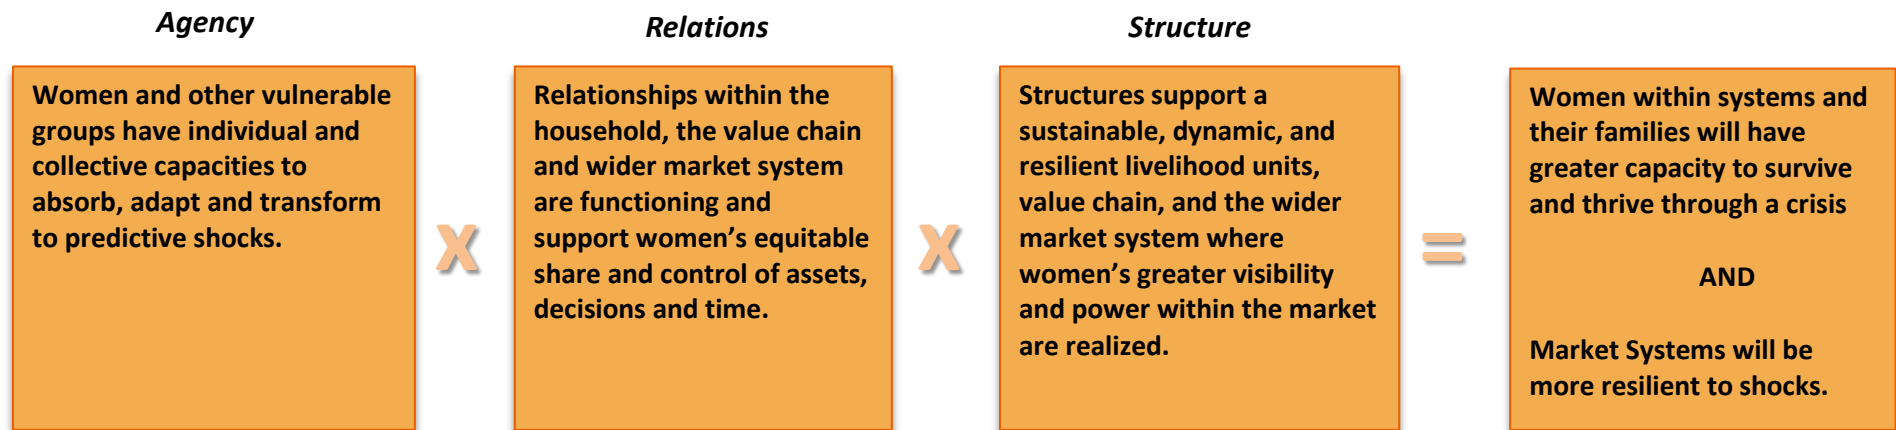 Agency
Women and other vulnerable
groups have individual and
collective capacities to
absorb, adapt and transform
to predictive shocks.
X
Relations
Relationships within the
household, the value chain
and wider market system
are functioning and
support women’s equitable
share and control of assets,
decisions and time.
X
Structure
Structures support a
sustainable, dynamic, and
resilient livelihood units,
value chain, and the wider
market system where
women’s greater visibility
and power within the market
are realized.
=
Women within systems and
their families will have
greater capacity to survive
and thrive through a crisis
AND
Market Systems will be
more resilient to shocks.